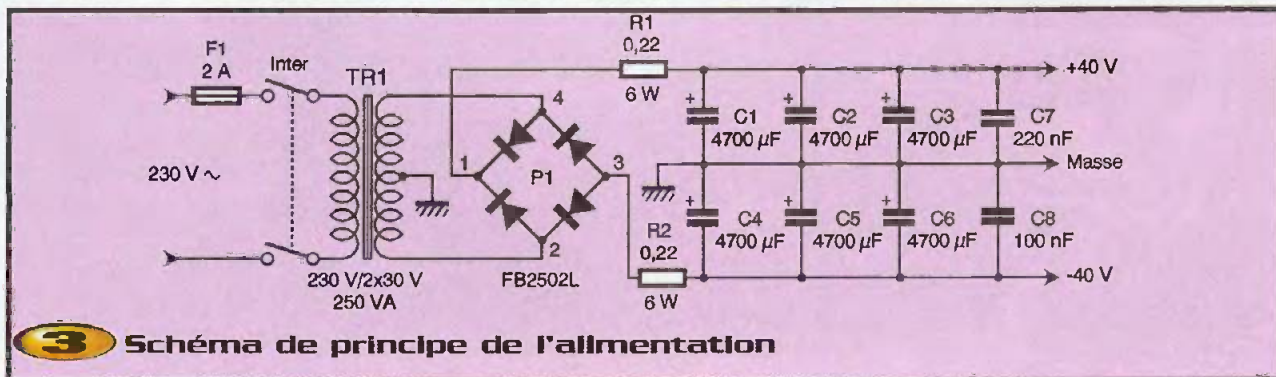 F1
2 A
Inter
TR1
230 V ~
230 V/2x30 V
250 VA
4
1
P1
3
2
FB2502L
R1
0,22
6 W
R2
0,22
6 W
+
C1
4700 µF
+
C2
4700 µF
+
C3
4700 µF
C7
220 nF
+
C4
4700 µF
+
C5
4700 µF
+
C6
4700 µF
C8
100 nF
+40 V
Masse
-40 V
3 Schéma de principe de l'alimentation